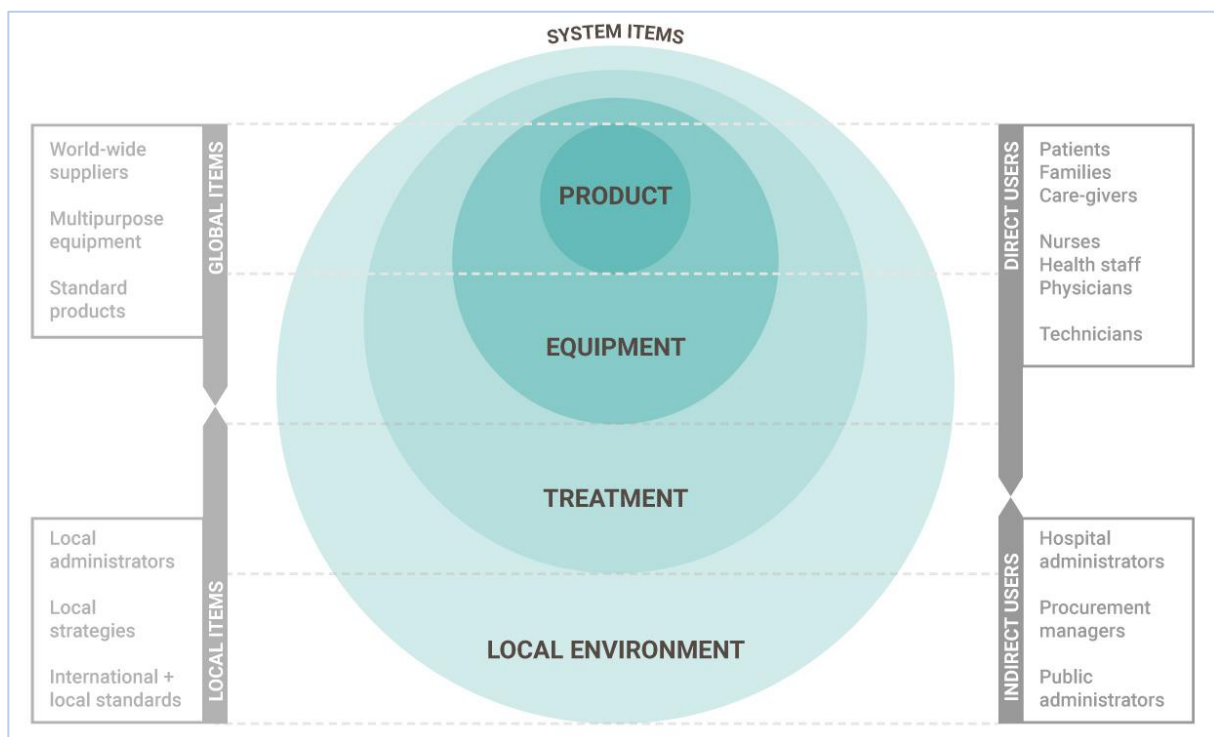 SYSTEM ITEMS
GLOBAL ITEMS
World-wide
suppliers
Multipurpose
equipment
Standard
products
LOCAL ITEMS
Local
administrators
Local
strategies
International +
local standards
PRODUCT
EQUIPMENT
TREATMENT
LOCAL ENVIRONMENT
DIRECT USERS
Patients
Families
Care-givers
Nurses
Health staff
Physicians
Technicians
INDIRECT USERS
Hospital
administrators
Procurement
managers
Public
administrators